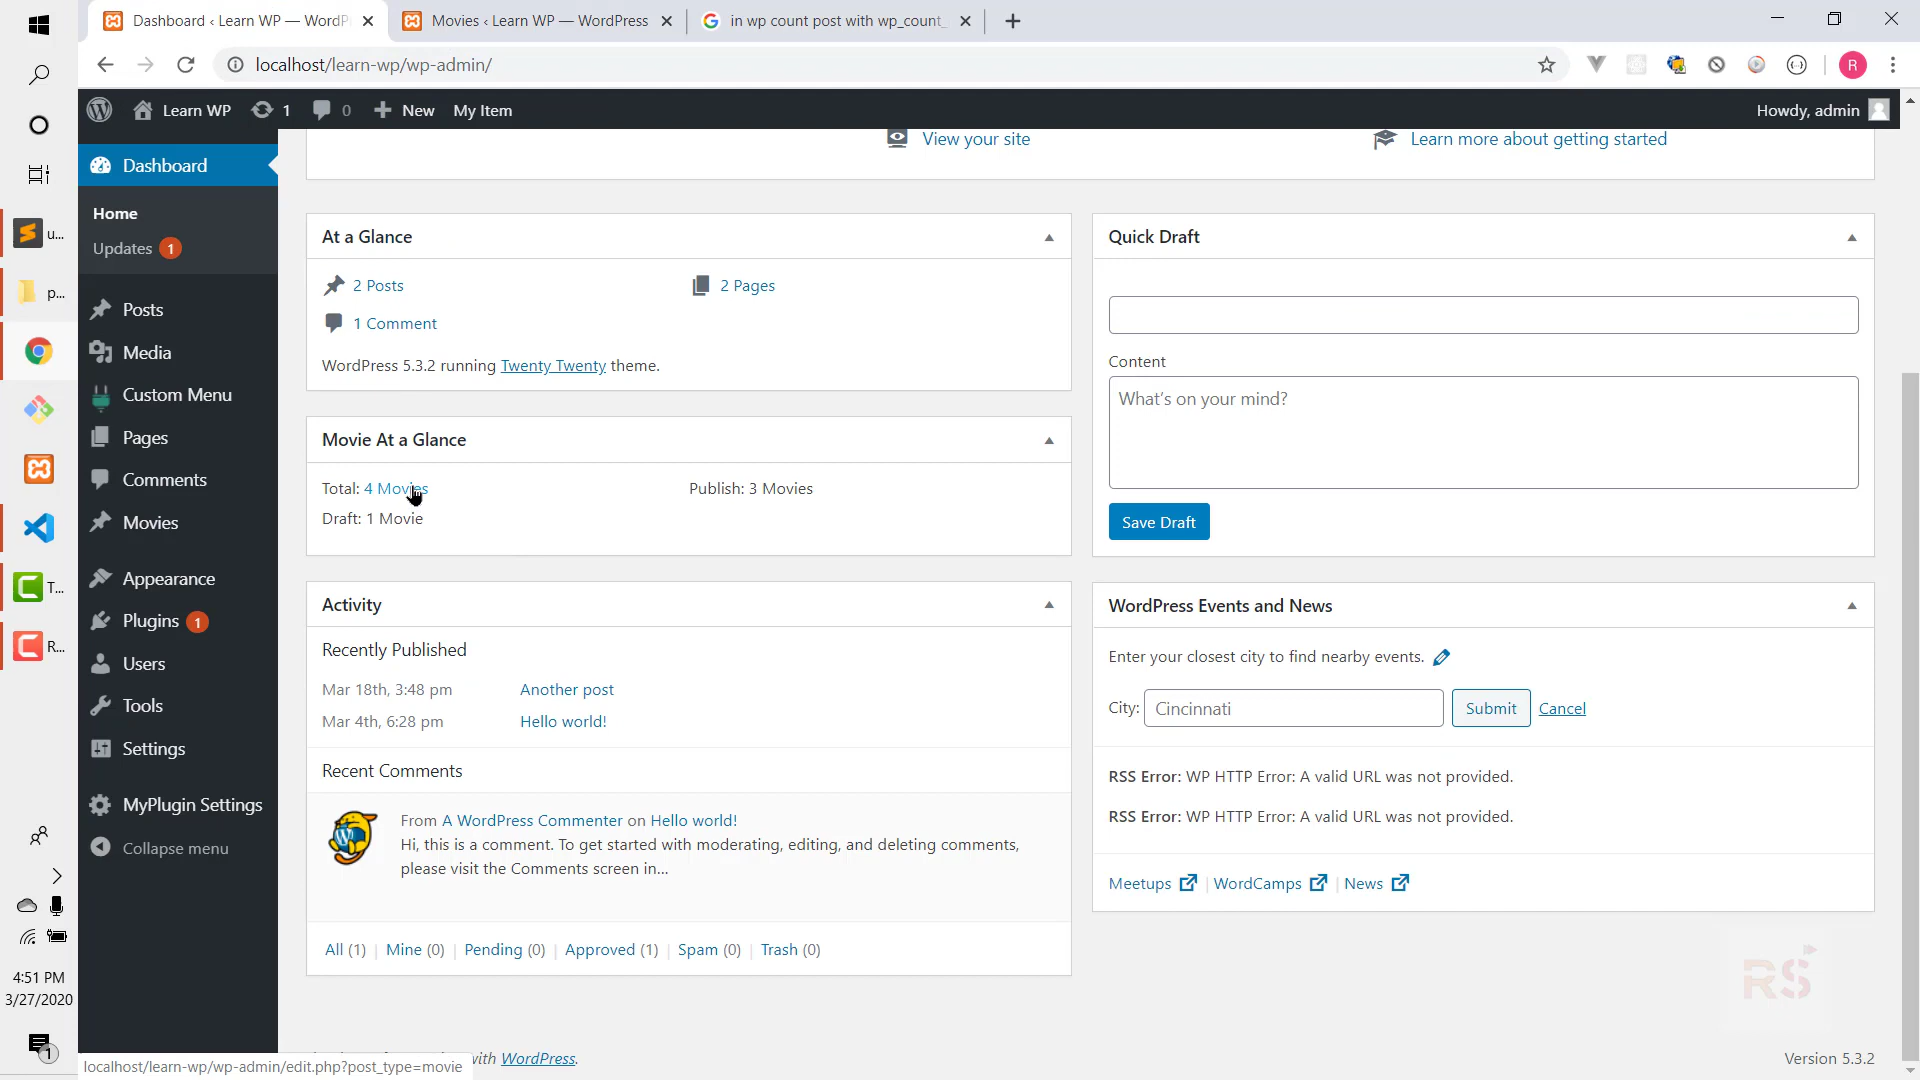 Dashboard ‹ Learn WP — WordP
Movies ‹ Learn WP — WordPress
in wp count post with wp_count_
localhost/learn-wp/wp-admin/
R
Learn WP
1
0
New
My Item
Howdy, admin
Dashboard
Home
Updates 1
Posts
Media
Custom Menu
Pages
Comments
Movies
Appearance
Plugins 1
Users
Tools
Settings
MyPlugin Settings
Collapse menu
u...
p...
T...
R...
4:51 PM
3/27/2020
1
View your site
Learn more about getting started
At a Glance
2 Posts
2 Pages
1 Comment
WordPress 5.3.2 running Twenty Twenty theme.
Movie At a Glance
Total: 4 Movies
Publish: 3 Movies
Draft: 1 Movie
Activity
Recently Published
Mar 18th, 3:48 pm
Another post
Mar 4th, 6:28 pm
Hello world!
Recent Comments
From A WordPress Commenter on Hello world!
Hi, this is a comment. To get started with moderating, editing, and deleting comments,
please visit the Comments screen in…
All (1) | Mine (0) | Pending (0) | Approved (1) | Spam (0) | Trash (0)
Quick Draft
Content
What's on your mind?
Save Draft
WordPress Events and News
Enter your closest city to find nearby events.
City:
Cincinnati
Submit
Cancel
RSS Error: WP HTTP Error: A valid URL was not provided.
RSS Error: WP HTTP Error: A valid URL was not provided.
Meetups | WordCamps | News
RS
with WordPress.
Version 5.3.2
localhost/learn-wp/wp-admin/edit.php?post_type=movie